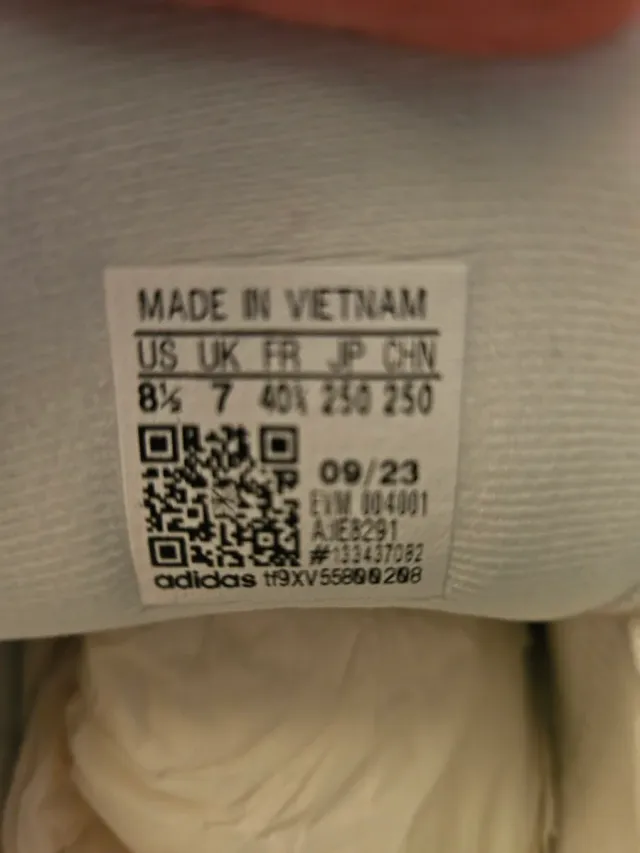 MADE IN VIETNAM
US UK FR JP CHN
8½ 7 40⅔ 250 250
09/23
EVM 004001
A:IE8291
#133437082
adidas tf9XV55800208